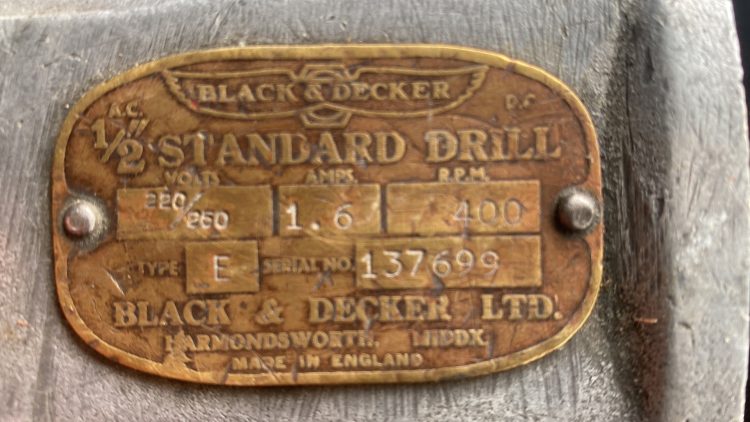 BLACK & DECKER
A.C. D.C.
1/2" STANDARD DRILL
VOLTS AMPS. R.P.M.
220/260 1.6 400
TYPE E SERIAL NO. 137699
BLACK & DECKER LTD.
HARMONDSWORTH, MIDDX.
MADE IN ENGLAND